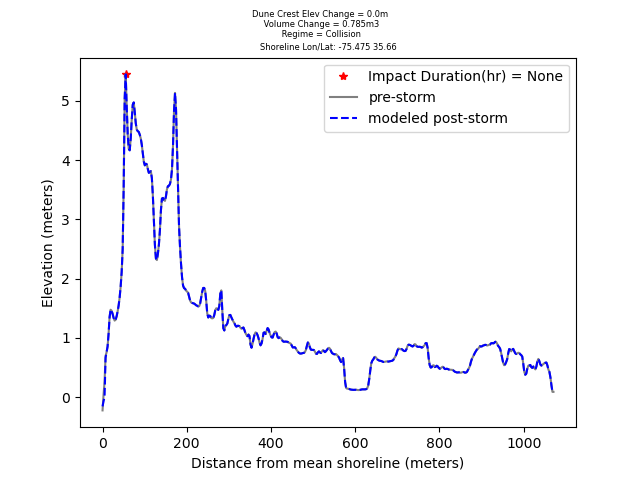 Dune Crest Elev Change = 0.0m
Volume Change = 0.785m3
Regime = Collision
Shoreline Lon/Lat: -75.475 35.66
Impact Duration(hr) = None
pre-storm
modeled post-storm
Elevation (meters)
5
4
3
2
1
0
0 200 400 600 800 1000
Distance from mean shoreline (meters)